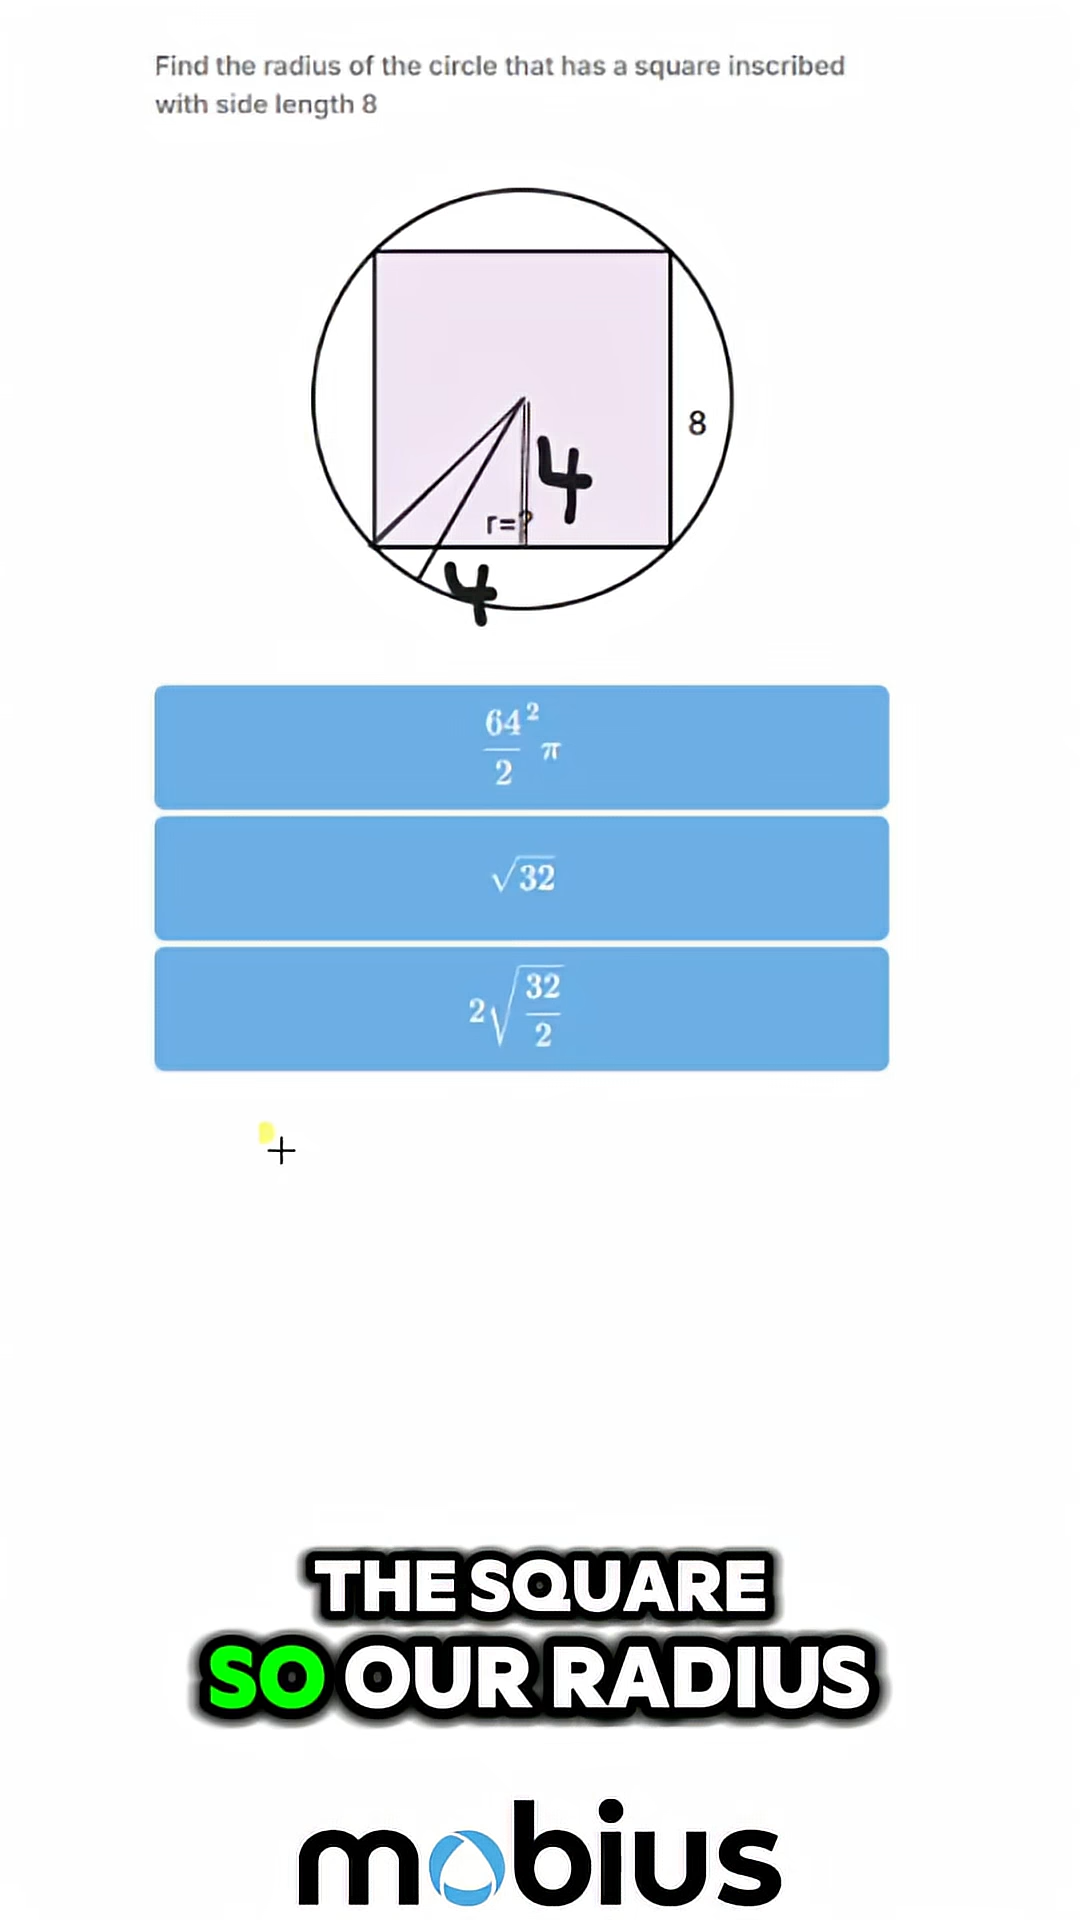 Find the radius of the circle that has a square inscribed
with side length 8
8
4
r=?
4
64² / 2 π
√32
2√(32/2)
THE SQUARE
SO OUR RADIUS
mobius